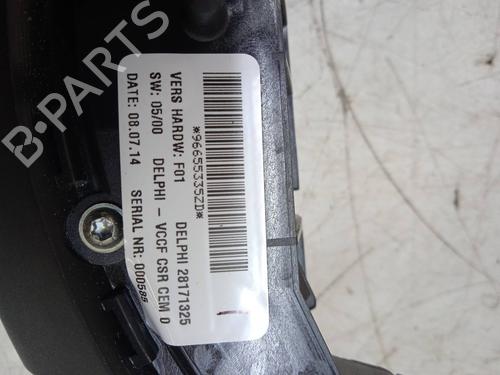 B-PARTS
*966553352D*
VERS HARDW: F01 DELPHI 28171325
SW: 05/00 DELPHI - VCCF CSR CEM 0
DATE: 08.07.14 SERIAL NR: 000585